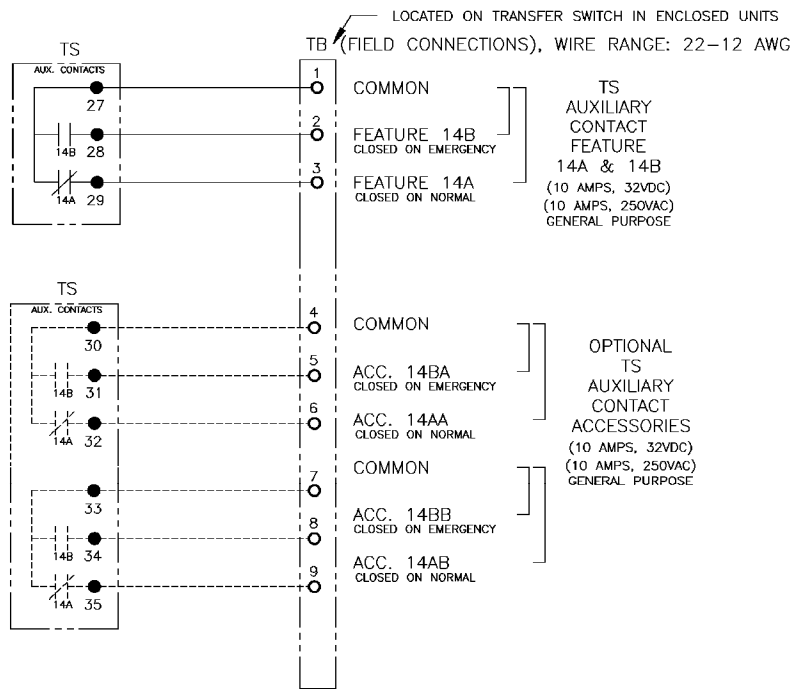 LOCATED ON TRANSFER SWITCH IN ENCLOSED UNITS
TB (FIELD CONNECTIONS), WIRE RANGE: 22-12 AWG
TS
AUX. CONTACTS
27
14B 28
14A 29
1
COMMON
2
FEATURE 14B
CLOSED ON EMERGENCY
3
FEATURE 14A
CLOSED ON NORMAL
TS
AUXILIARY
CONTACT
FEATURE
14A & 14B
(10 AMPS, 32VDC)
(10 AMPS, 250VAC)
GENERAL PURPOSE
TS
AUX. CONTACTS
30
14B 31
14A 32
33
14B 34
14A 35
4
COMMON
5
ACC. 14BA
CLOSED ON EMERGENCY
6
ACC. 14AA
CLOSED ON NORMAL
7
COMMON
8
ACC. 14BB
CLOSED ON EMERGENCY
9
ACC. 14AB
CLOSED ON NORMAL
OPTIONAL
TS
AUXILIARY
CONTACT
ACCESSORIES
(10 AMPS, 32VDC)
(10 AMPS, 250VAC)
GENERAL PURPOSE